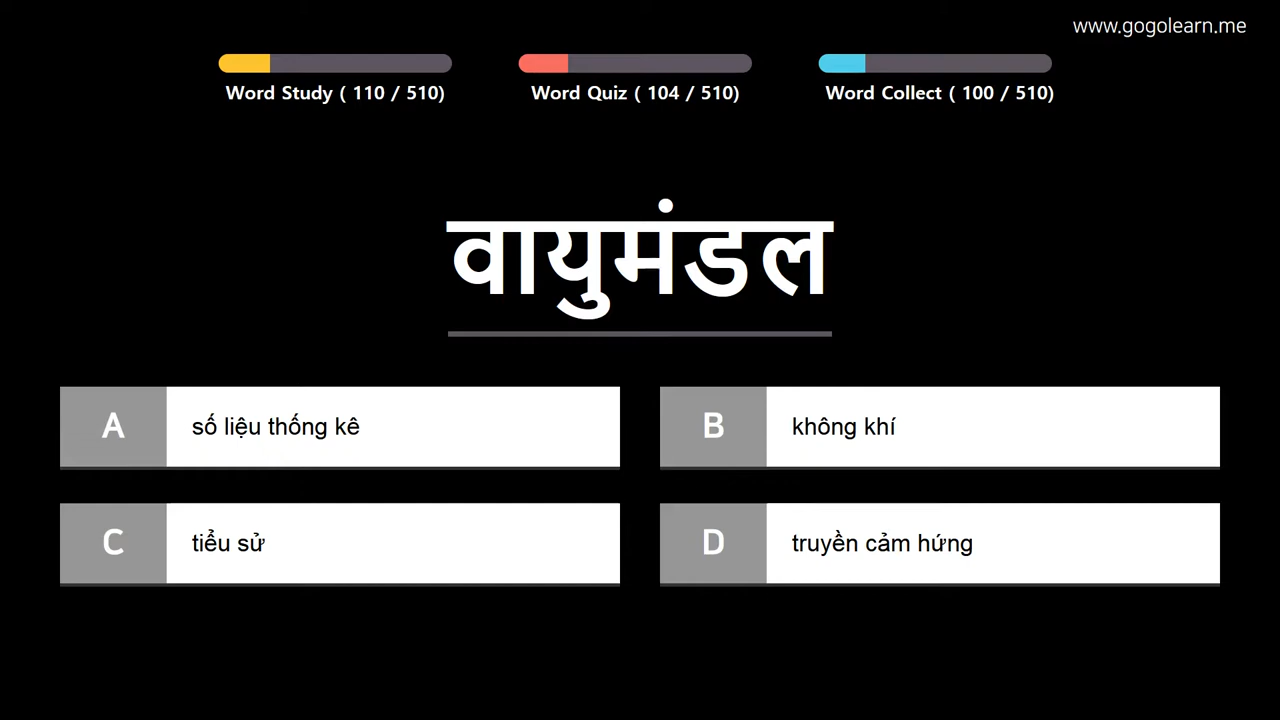 www.gogolearn.me
Word Study ( 110 / 510)
Word Quiz ( 104 / 510)
Word Collect ( 100 / 510)
वायुमंडल
A
số liệu thống kê
B
không khí
C
tiểu sử
D
truyền cảm hứng